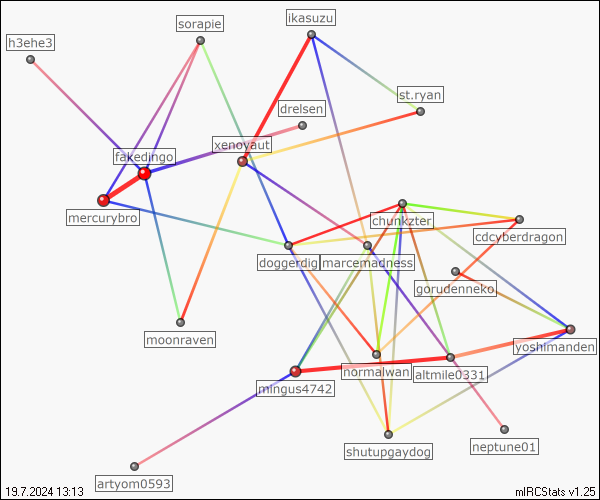 ikasuzu
sorapie
h3ehe3
st.ryan
drelsen
xenoyaut
fakedingo
mercurybro
chunkzter
cdcyberdragon
doggerdig
marcemadness
gorudenneko
moonraven
yoshimanden
normalwan
altmile0331
mingus4742
shutupgaydog
neptune01
artyom0593
19.7.2024 13:13
mIRCStats v1.25